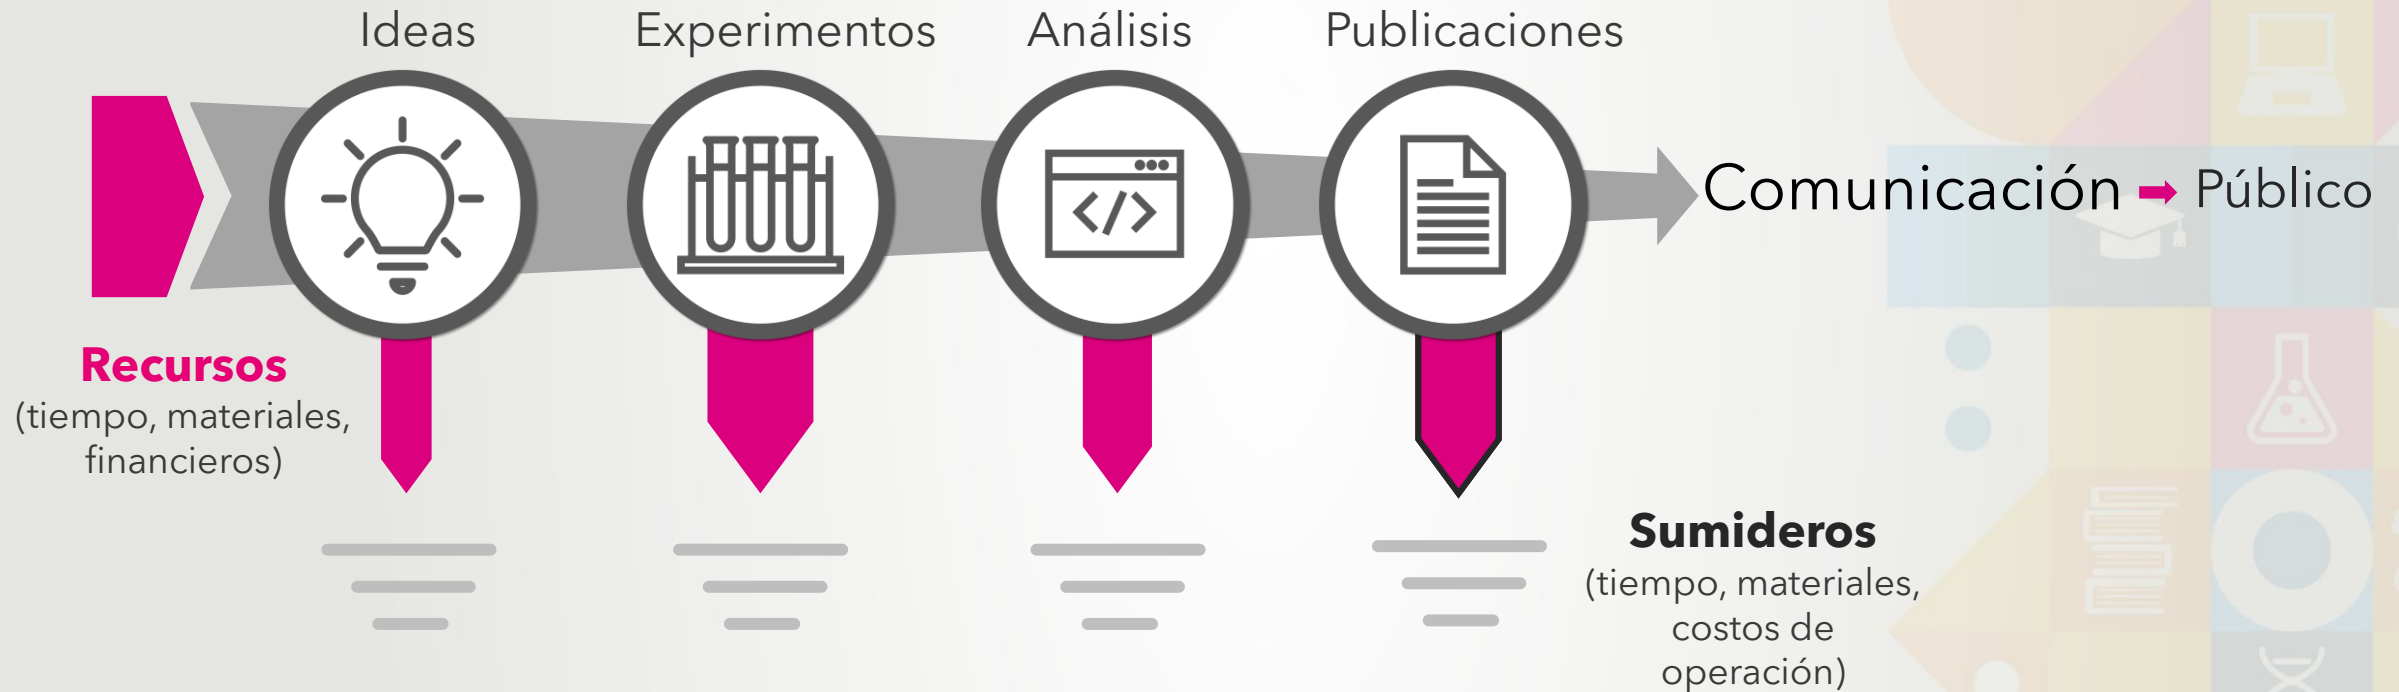 Ideas
Experimentos
Análisis
Publicaciones
Comunicación
Público
Recursos
(tiempo, materiales,
financieros)
Sumideros
(tiempo, materiales,
costos de
operación)